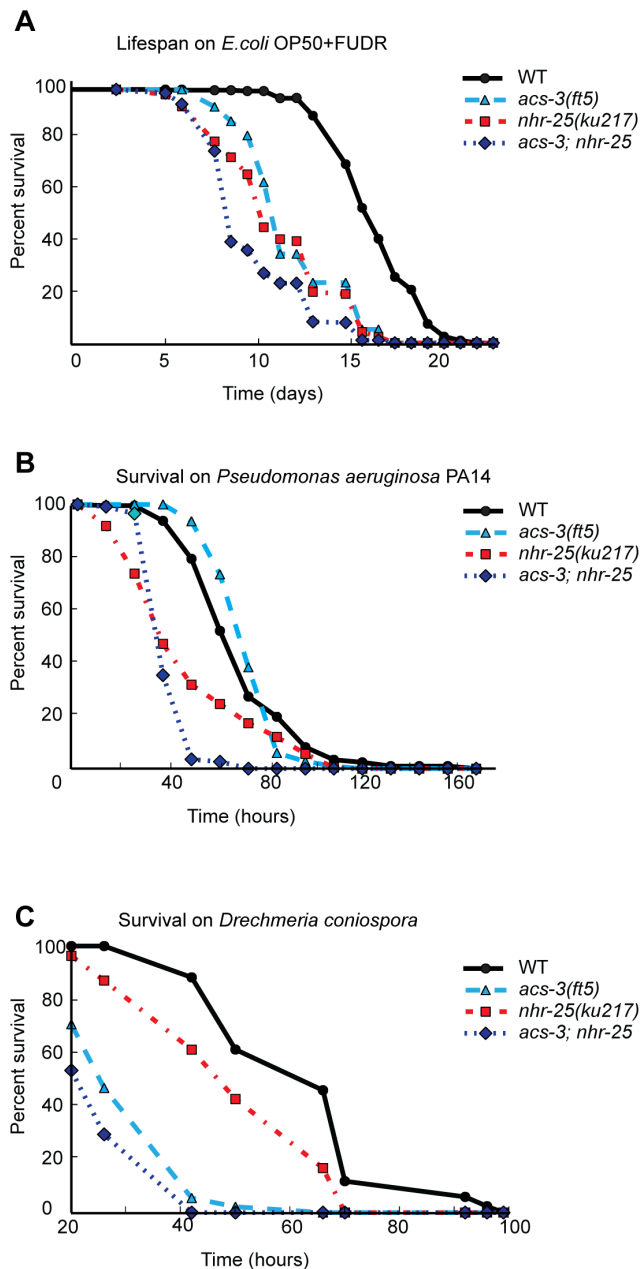 A
Lifespan on E.coli OP50+FUDR
WT
acs-3(ft5)
nhr-25(ku217)
acs-3; nhr-25
Percent survival
100
80
60
40
20
0 5 10 15 20
Time (days)
B
Survival on Pseudomonas aeruginosa PA14
WT
acs-3(ft5)
nhr-25(ku217)
acs-3; nhr-25
Percent survival
100
80
60
40
20
0 40 80 120 160
Time (hours)
C
Survival on Drechmeria coniospora
WT
acs-3(ft5)
nhr-25(ku217)
acs-3; nhr-25
Percent survival
100
80
60
40
20
0
20 40 60 80 100
Time (hours)